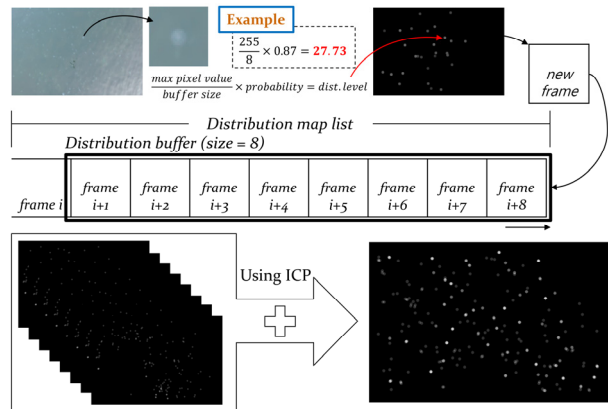 Example
255/8 × 0.87 = 27.73
max pixel value/buffer size × probability = dist.level
new
frame
Distribution map list
Distribution buffer (size = 8)
frame i
frame i+1
frame i+2
frame i+3
frame i+4
frame i+5
frame i+6
frame i+7
frame i+8
Using ICP